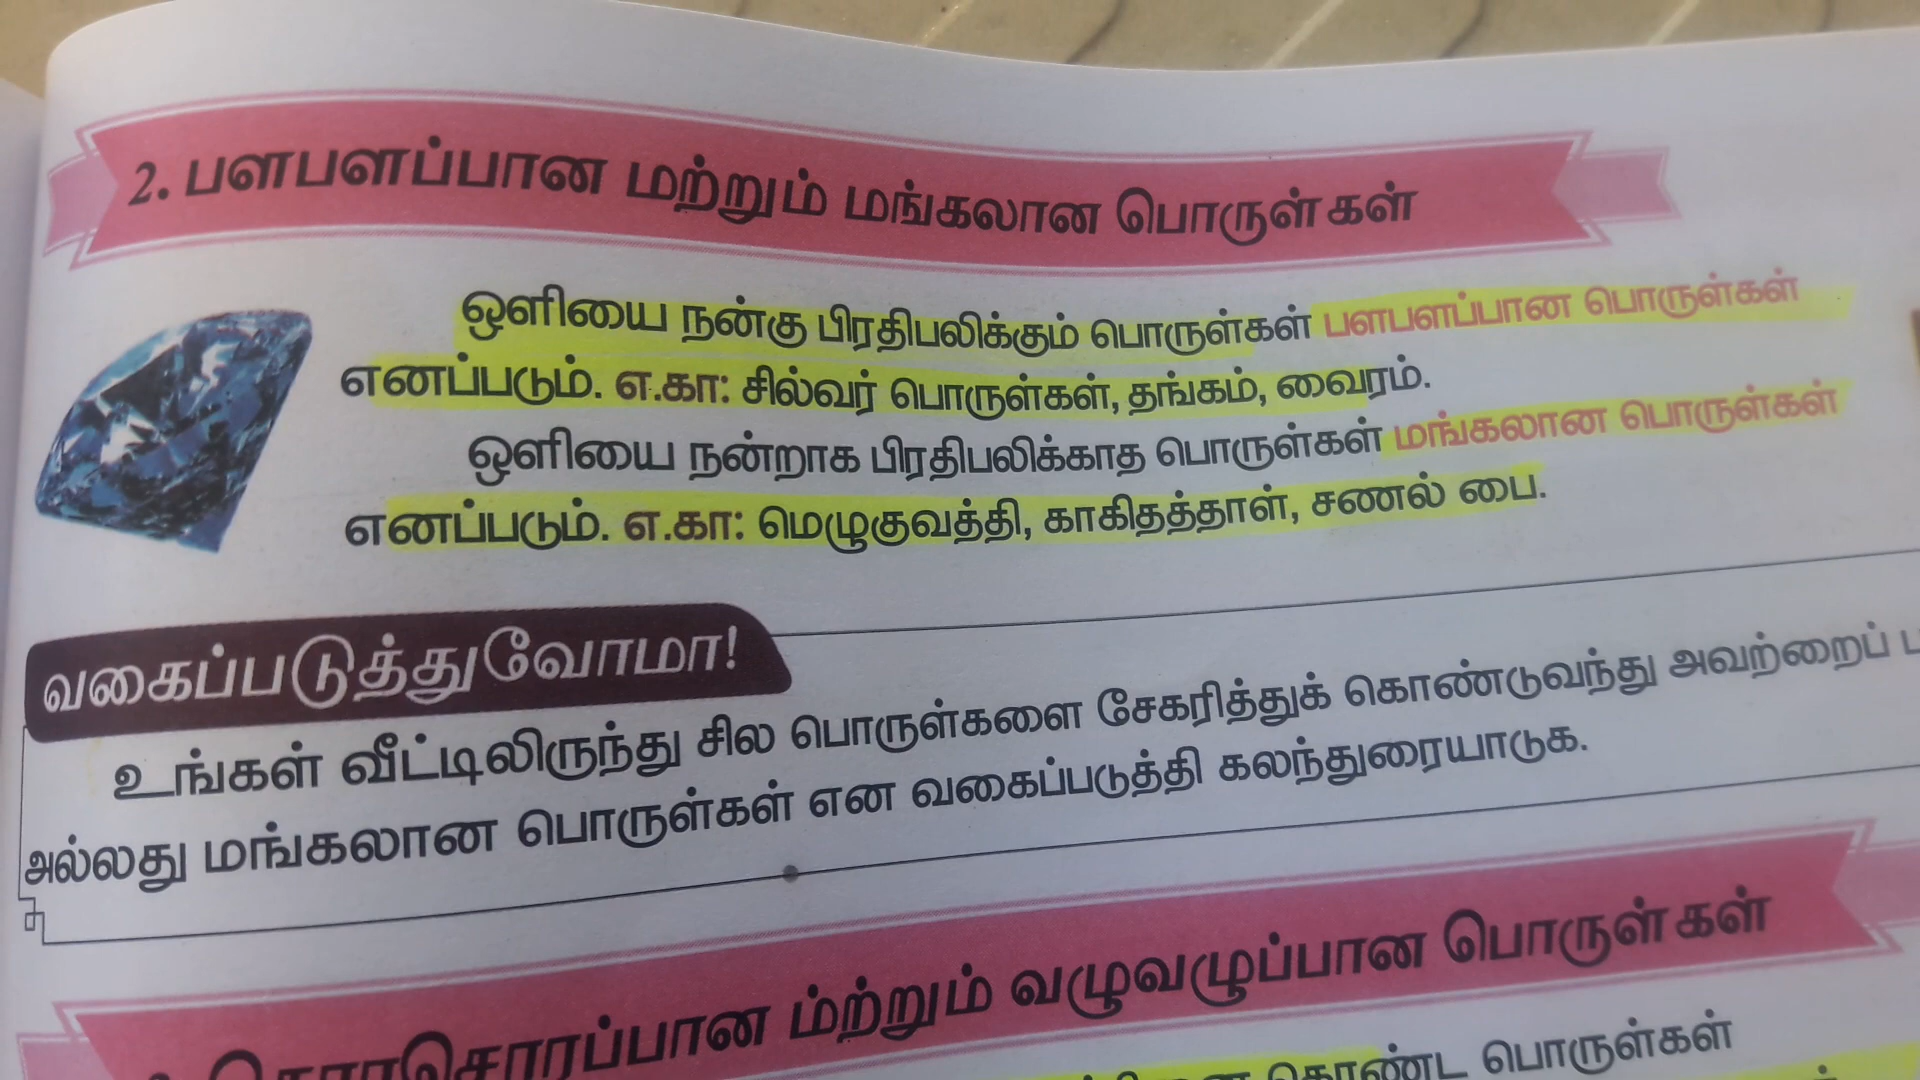 2. பளபளப்பான மற்றும் மங்கலான பொருள்கள்
ஒளியை நன்கு பிரதிபலிக்கும் பொருள்கள் பளபளப்பான பொருள்கள்
எனப்படும். எ.கா: சில்வர் பொருள்கள், தங்கம், வைரம்.
ஒளியை நன்றாக பிரதிபலிக்காத பொருள்கள் மங்கலான பொருள்கள்
எனப்படும். எ.கா: மெழுகுவத்தி, காகிதத்தாள், சணல் பை.
வகைப்படுத்துவோமா!
உங்கள் வீட்டிலிருந்து சில பொருள்களை சேகரித்துக் கொண்டுவந்து அவற்றைப்
அல்லது மங்கலான பொருள்கள் என வகைப்படுத்தி கலந்துரையாடுக.
சொரசொரப்பான ம்ற்றும் வழுவழுப்பான பொருள்கள்
கொண்ட பொருள்கள்